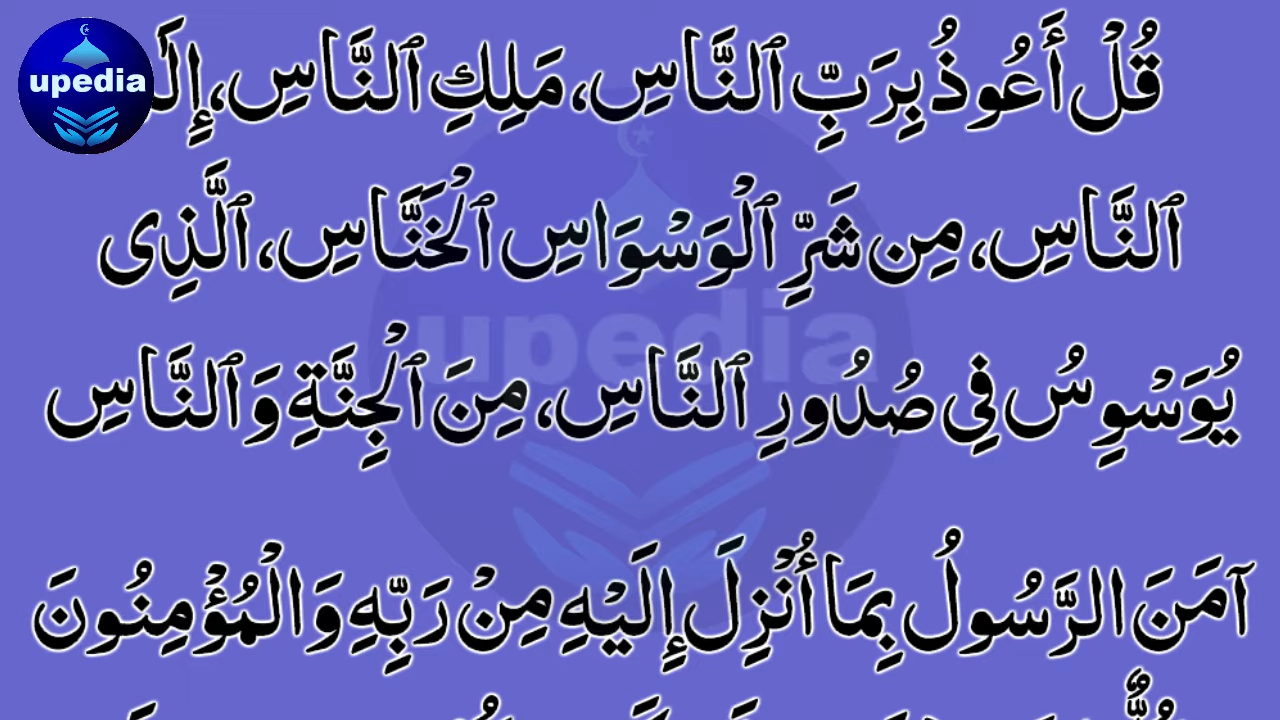 upedia
قُلْ أَعُوذُ بِرَبِّ ٱلنَّاسِ، مَلِكِ ٱلنَّاسِ، إِلَٰ
ٱلنَّاسِ، مِن شَرِّ ٱلْوَسْوَاسِ ٱلْخَنَّاسِ، ٱلَّذِى
يُوَسْوِسُ فِى صُدُورِ ٱلنَّاسِ، مِنَ ٱلْجِنَّةِ وَٱلنَّاسِ
upedia
آمَنَ الرَّسُولُ بِمَا أُنْزِلَ إِلَيْهِ مِنْ رَبِّهِ وَالْمُؤْمِنُونَ